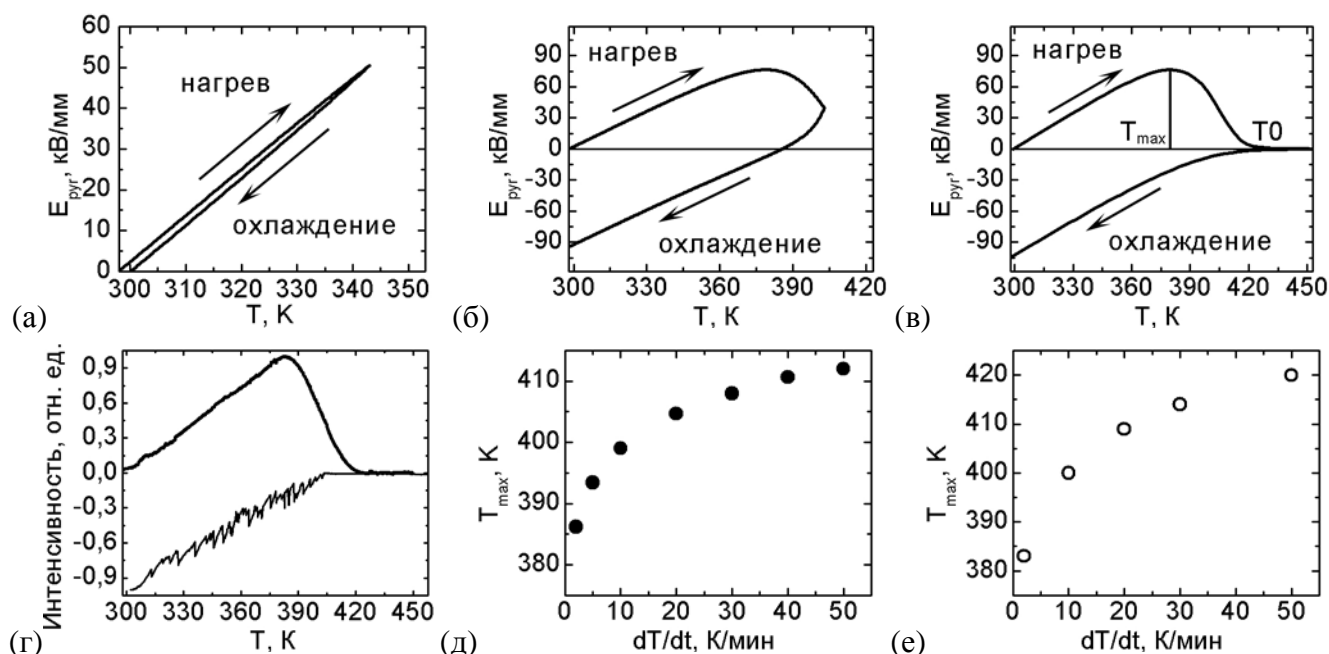 60
50
40
30
20
10
0
E_pyr, кВ/мм
нагрев
охлаждение
300 310 320 330 340 350
T, К
(а)
90
60
30
0
-30
-60
-90
E_pyr, кВ/мм
нагрев
охлаждение
300 330 360 390 420
T, К
(б)
90
60
30
0
-30
-60
-90
E_pyr, кВ/мм
нагрев
T_max
T0
охлаждение
300 330 360 390 420 450
T, К
(в)
0,9
0,6
0,3
0,0
-0,3
-0,6
-0,9
Интенсивность, отн. ед.
300 330 360 390 420 450
T, К
(г)
410
400
390
380
T_max, К
0 10 20 30 40 50
dT/dt, К/мин
(д)
420
410
400
390
380
T_max, К
0 10 20 30 40 50
dT/dt, К/мин
(е)